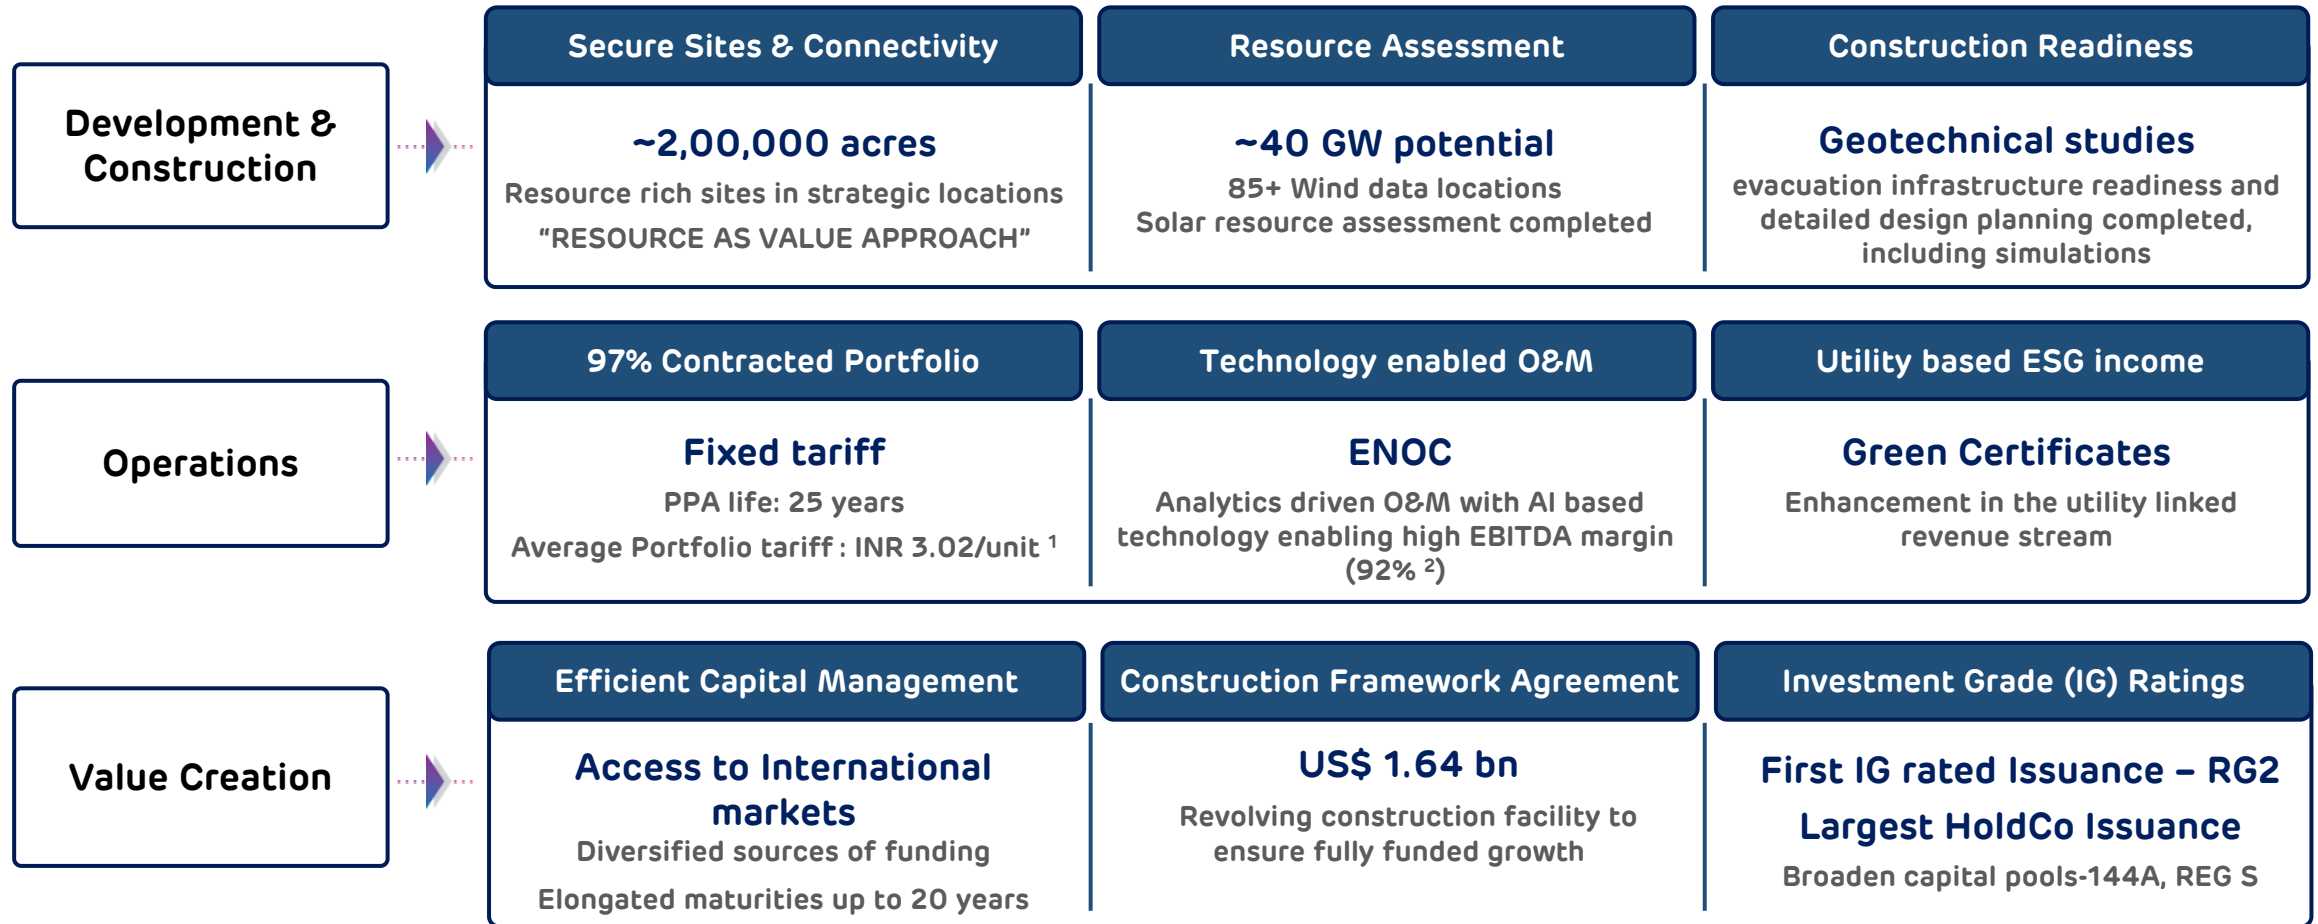 Development &
Construction
Secure Sites & Connectivity
~2,00,000 acres
Resource rich sites in strategic locations
"RESOURCE AS VALUE APPROACH"
Resource Assessment
~40 GW potential
85+ Wind data locations
Solar resource assessment completed
Construction Readiness
Geotechnical studies
evacuation infrastructure readiness and
detailed design planning completed,
including simulations
Operations
97% Contracted Portfolio
Fixed tariff
PPA life: 25 years
Average Portfolio tariff : INR 3.02/unit ¹
Technology enabled O&M
ENOC
Analytics driven O&M with AI based
technology enabling high EBITDA margin
(92% ²)
Utility based ESG income
Green Certificates
Enhancement in the utility linked
revenue stream
Value Creation
Efficient Capital Management
Access to International
markets
Diversified sources of funding
Elongated maturities up to 20 years
Construction Framework Agreement
US$ 1.64 bn
Revolving construction facility to
ensure fully funded growth
Investment Grade (IG) Ratings
First IG rated Issuance – RG2
Largest HoldCo Issuance
Broaden capital pools-144A, REG S